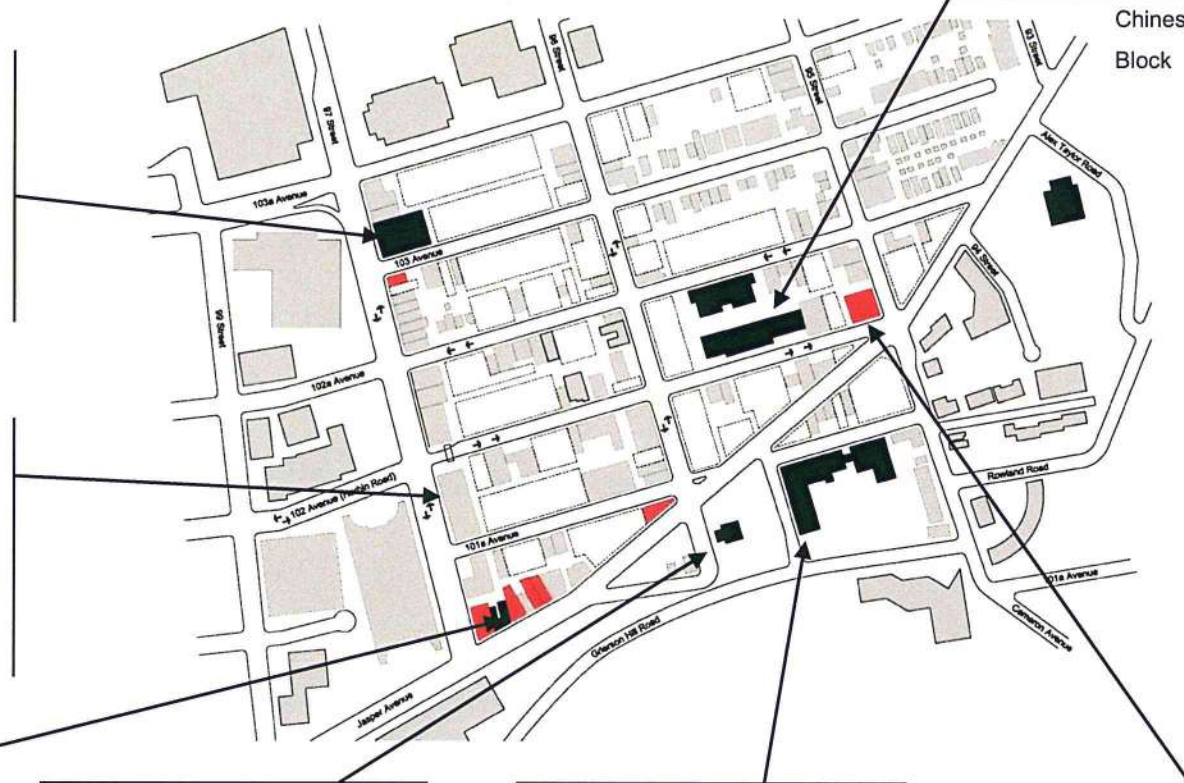 Chines
Block
96 Street
93 Street
97 Street
95 Street
Alex Taylor Road
103a Avenue
103 Avenue
94 Street
99 Street
102a Avenue
102 Avenue (Harbin Road)
Rowland Road
101a Avenue
01a Avenue
Cameron Avenue
Grierson Hill Road
Jasper Avenue